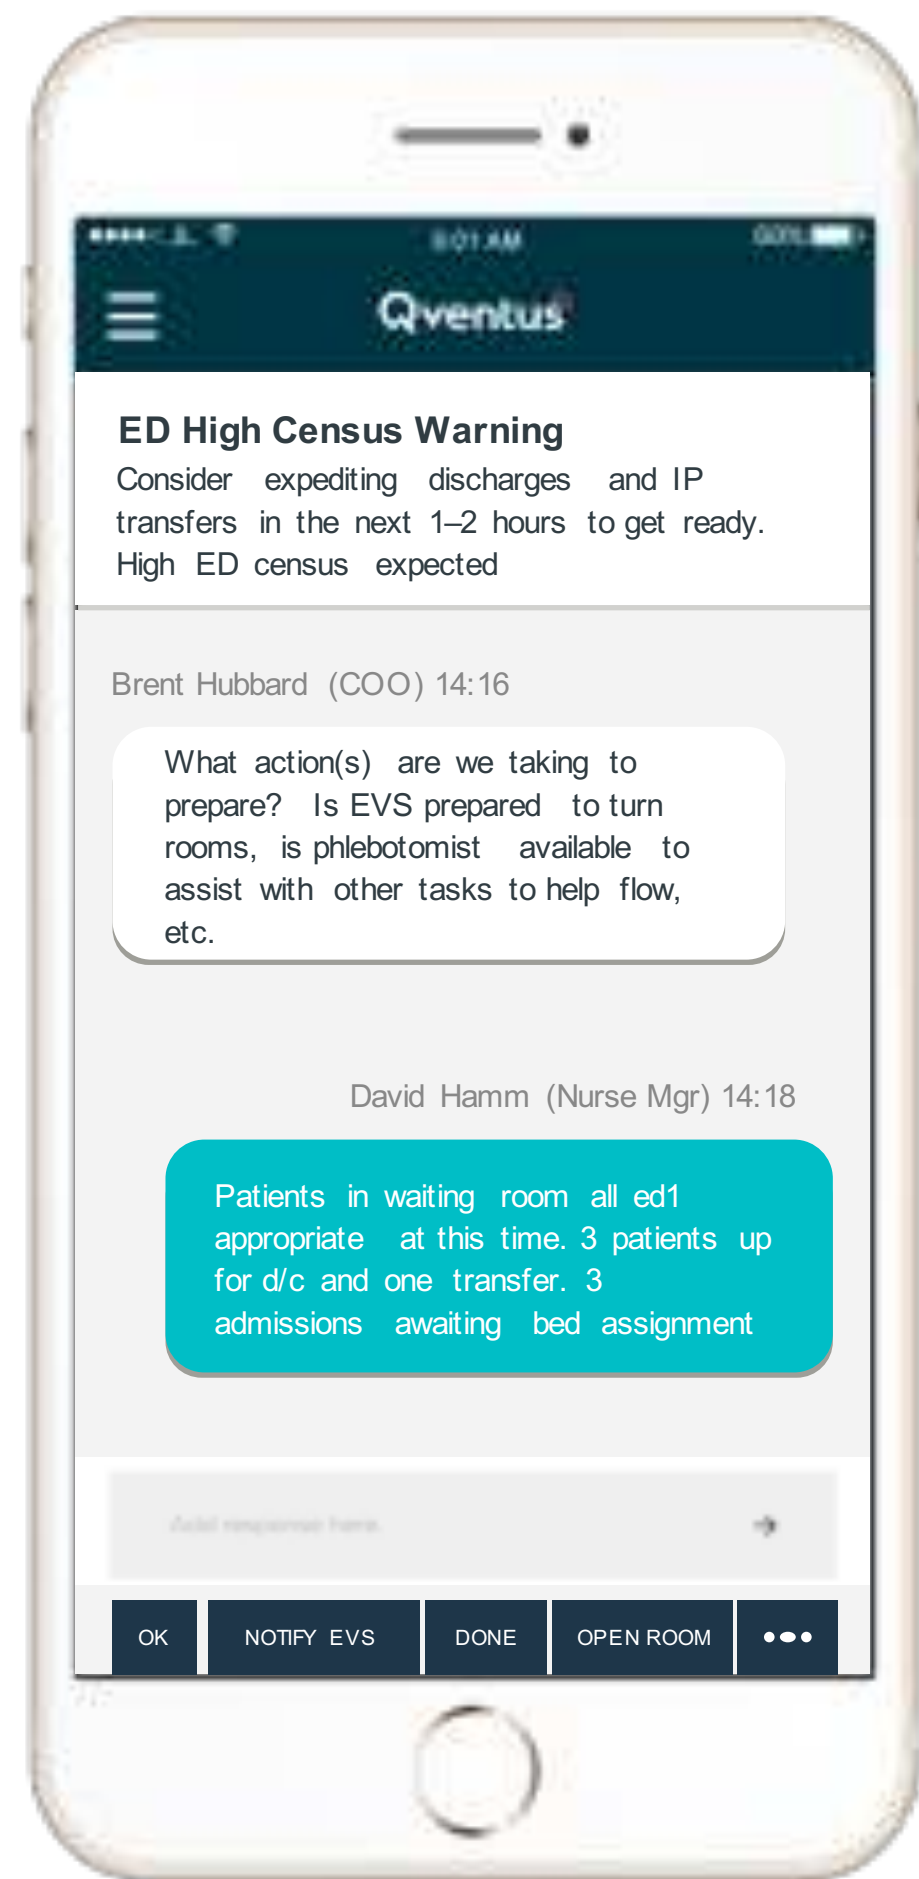 Qventus
ED High Census Warning
Consider expediting discharges and IP
transfers in the next 1–2 hours to get ready.
High ED census expected
Brent Hubbard (COO) 14:16
What action(s) are we taking to
prepare? Is EVS prepared to turn
rooms, is phlebotomist available to
assist with other tasks to help flow,
etc.
David Hamm (Nurse Mgr) 14:18
Patients in waiting room all ed1
appropriate at this time. 3 patients up
for d/c and one transfer. 3
admissions awaiting bed assignment
Add response here.
OK NOTIFY EVS DONE OPEN ROOM